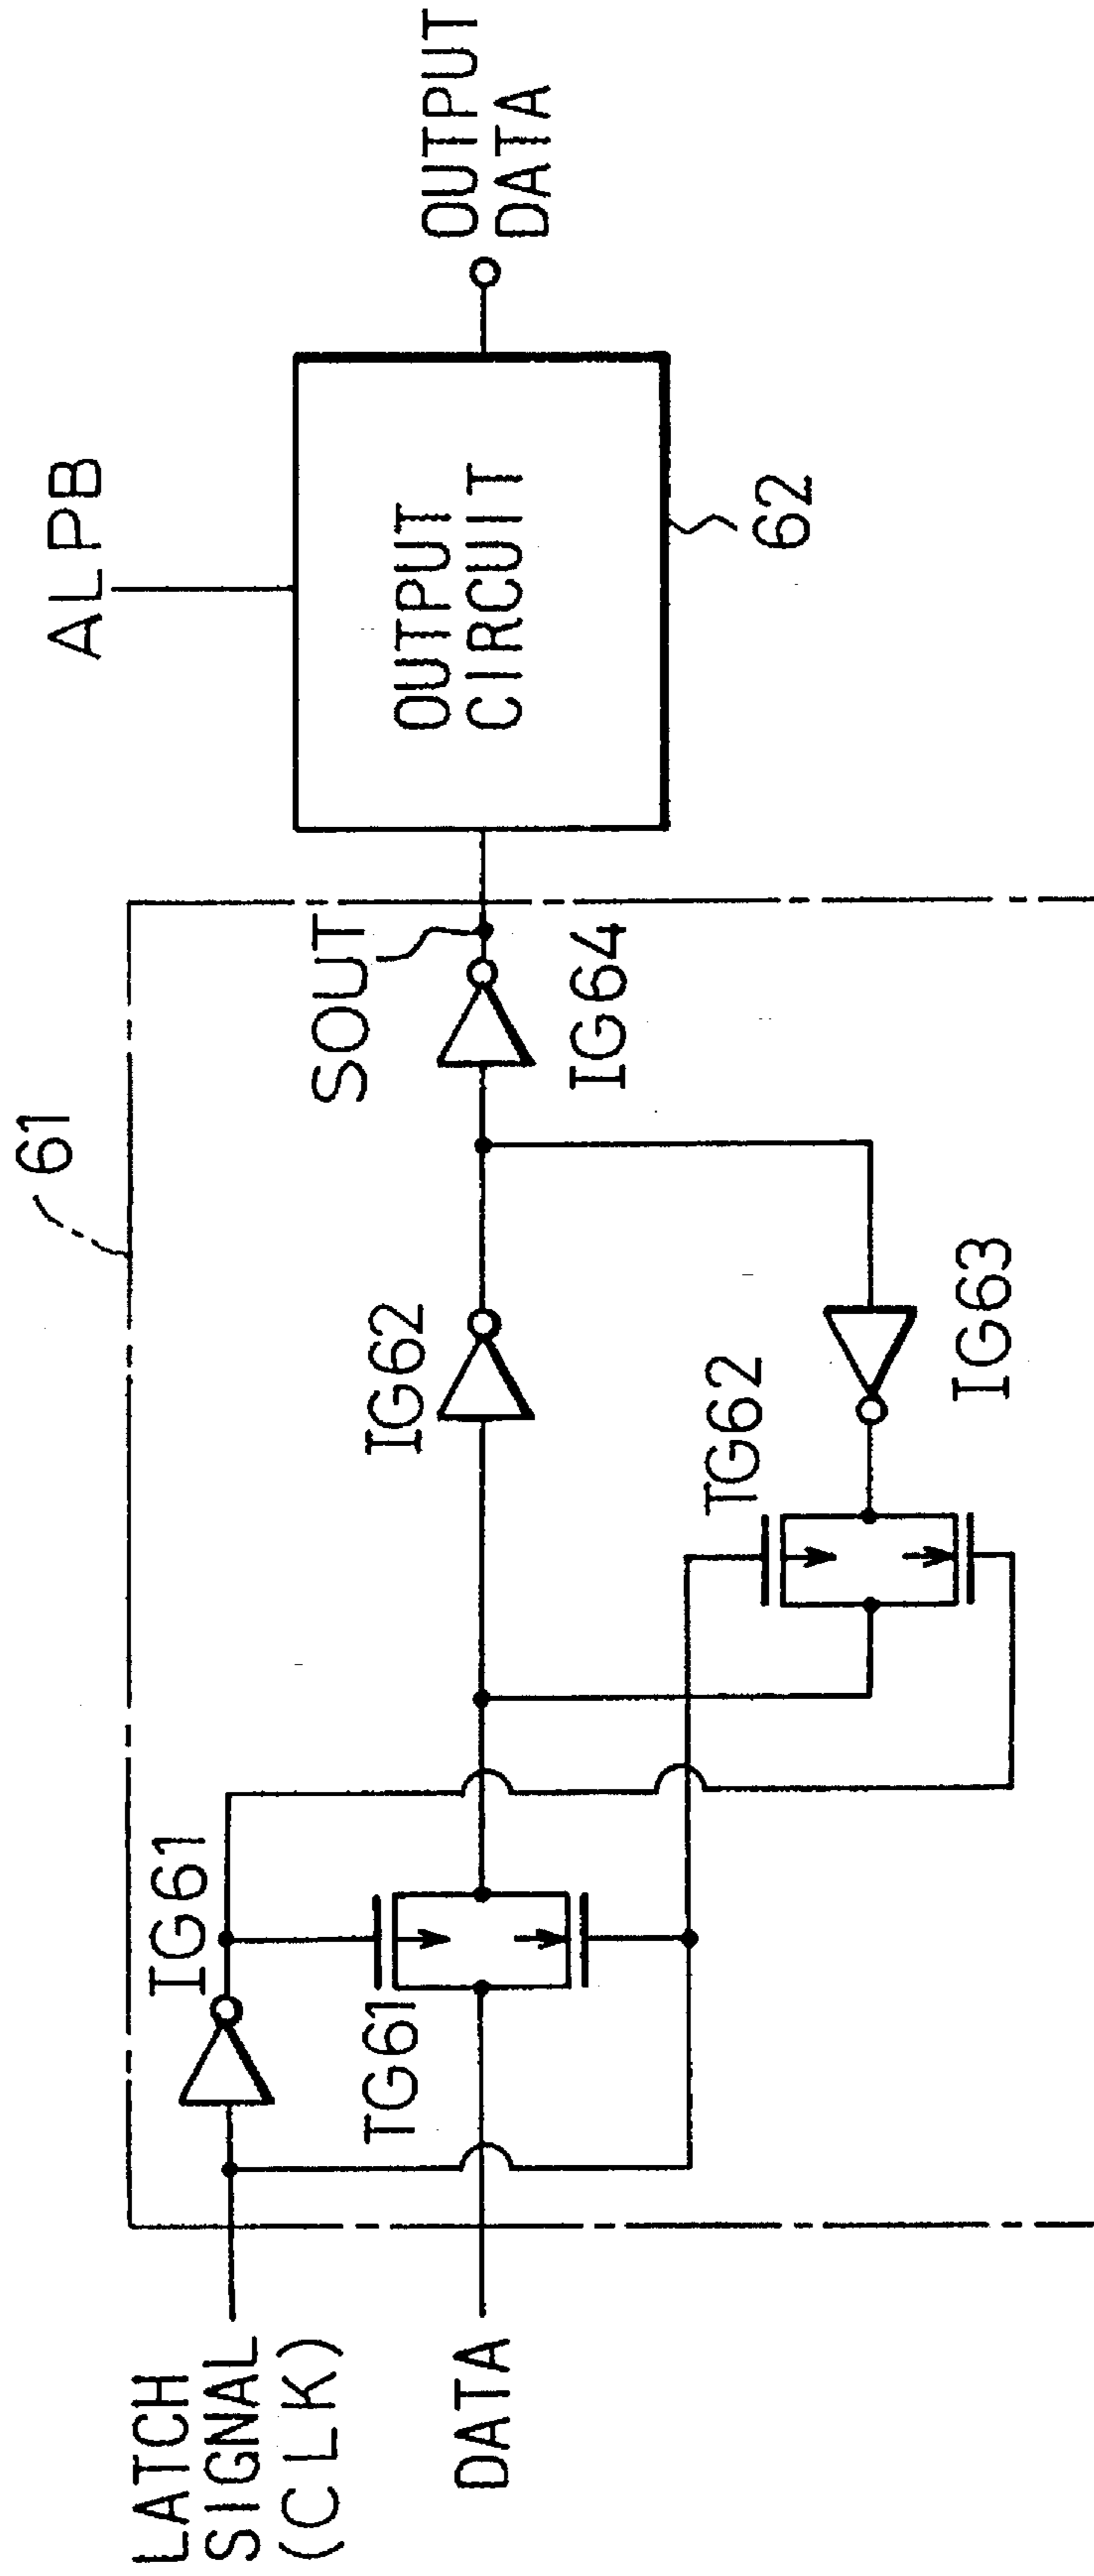 61
LATCH
SIGNAL
(CLK)
DATA
IG61
TG61
IG62
TG62
IG63
SOUT
IG64
ALPB
OUTPUT
CIRCUIT
62
OUTPUT
DATA